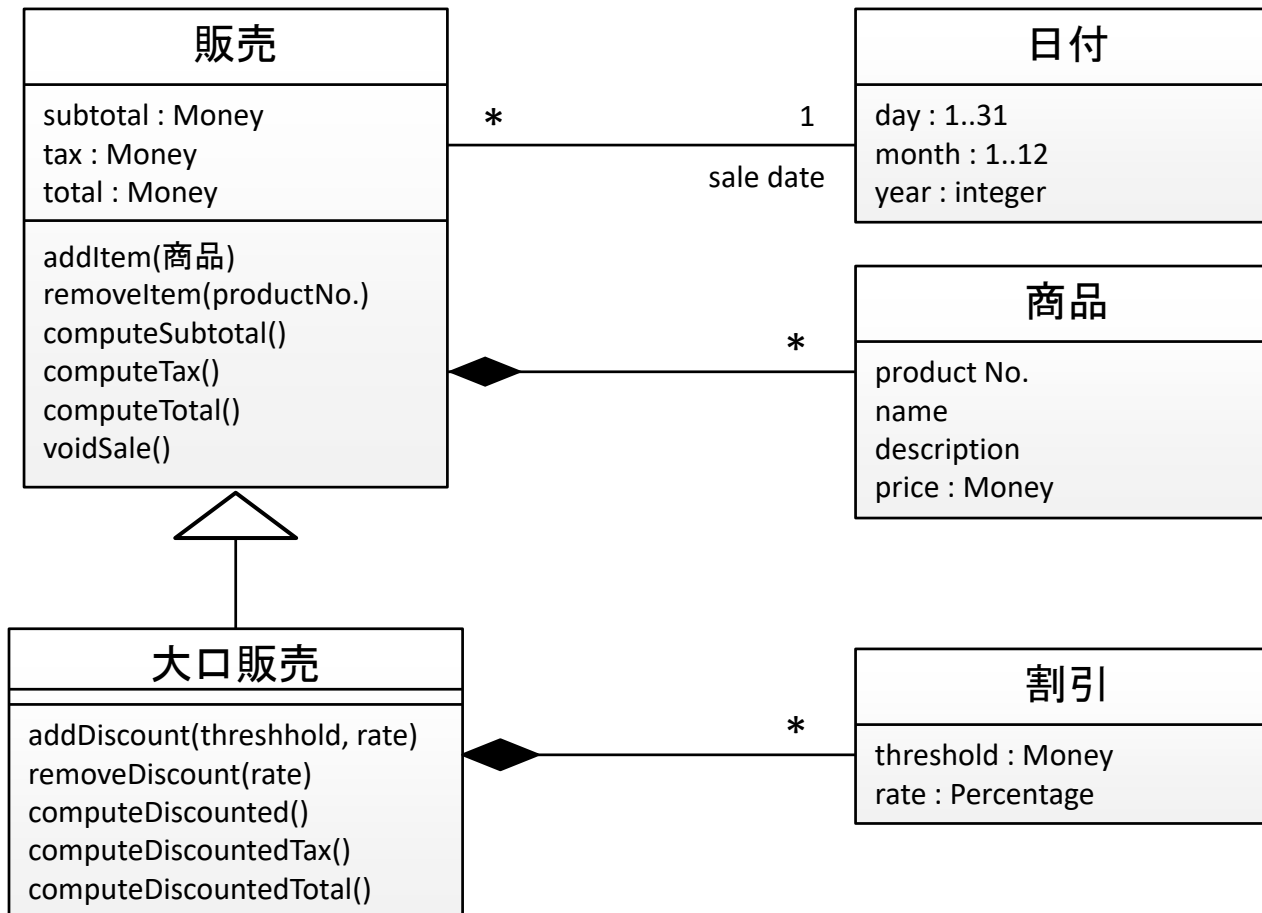 販売
subtotal : Money
tax : Money
total : Money
addItem(商品)
removeItem(productNo.)
computeSubtotal()
computeTax()
computeTotal()
voidSale()
*
1
sale date
日付
day : 1..31
month : 1..12
year : integer
*
商品
product No.
name
description
price : Money
大口販売
addDiscount(threshhold, rate)
removeDiscount(rate)
computeDiscounted()
computeDiscountedTax()
computeDiscountedTotal()
*
割引
threshold : Money
rate : Percentage